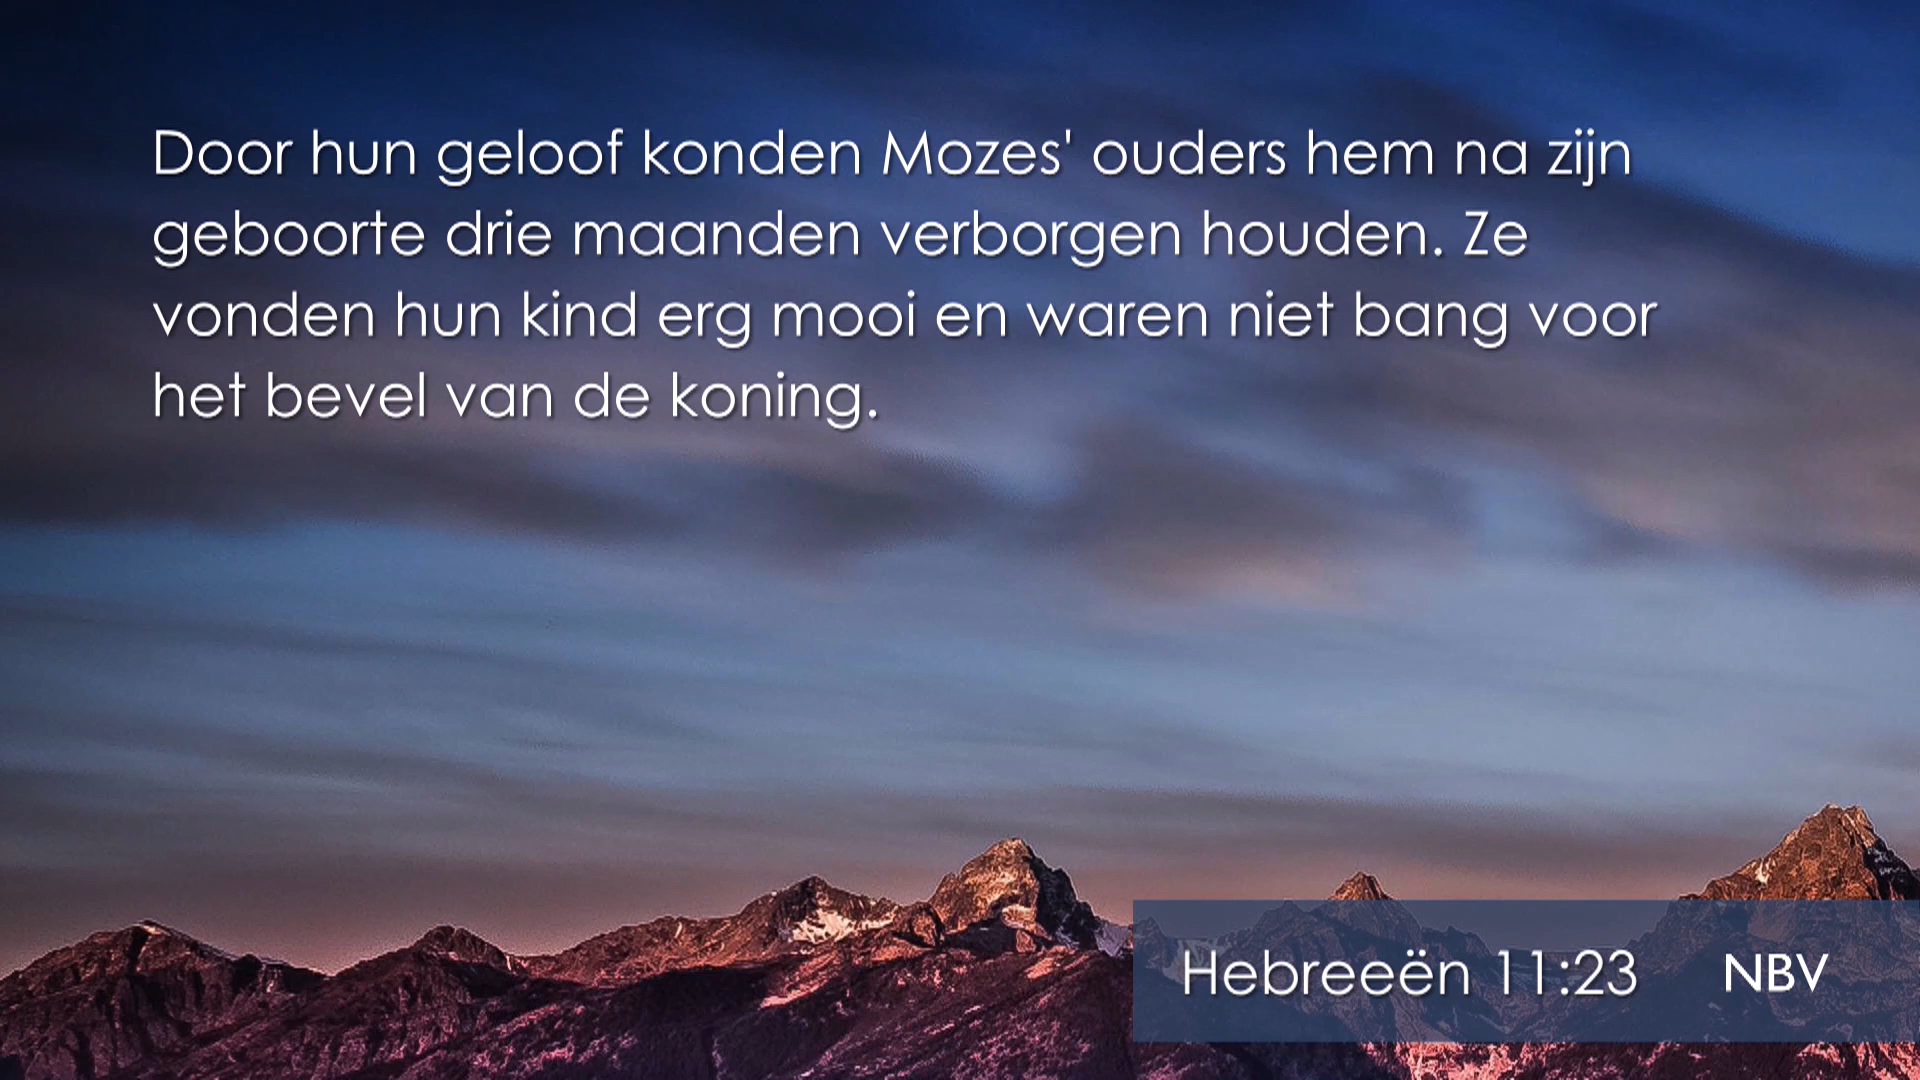 Door hun geloof konden Mozes' ouders hem na zijn
geboorte drie maanden verborgen houden. Ze
vonden hun kind erg mooi en waren niet bang voor
het bevel van de koning.
Hebreeën 11:23 NBV